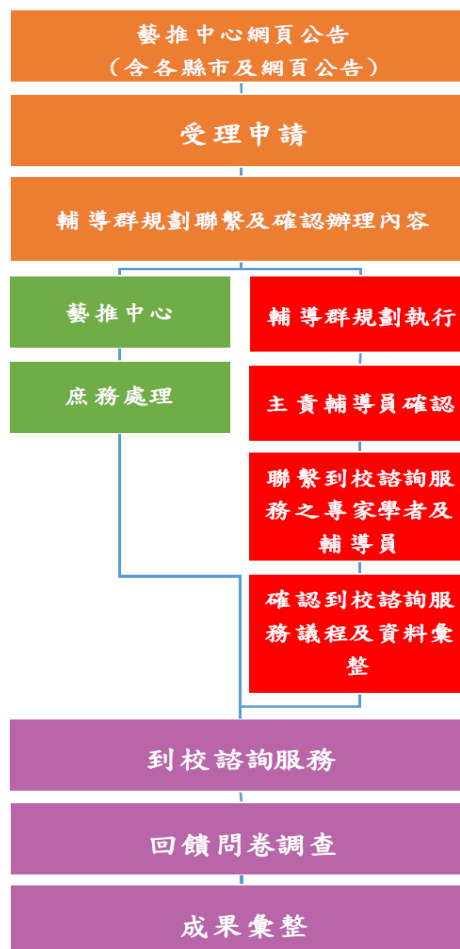 藝推中心網頁公告
（含各縣市及網頁公告）
受理申請
輔導群規劃聯繫及確認辦理內容
藝推中心
庶務處理
輔導群規劃執行
主責輔導員確認
聯繫到校諮詢服
務之專家學者及
輔導員
確認到校諮詢服
務議程及資料彙
整
到校諮詢服務
回饋問卷調查
成果彙整